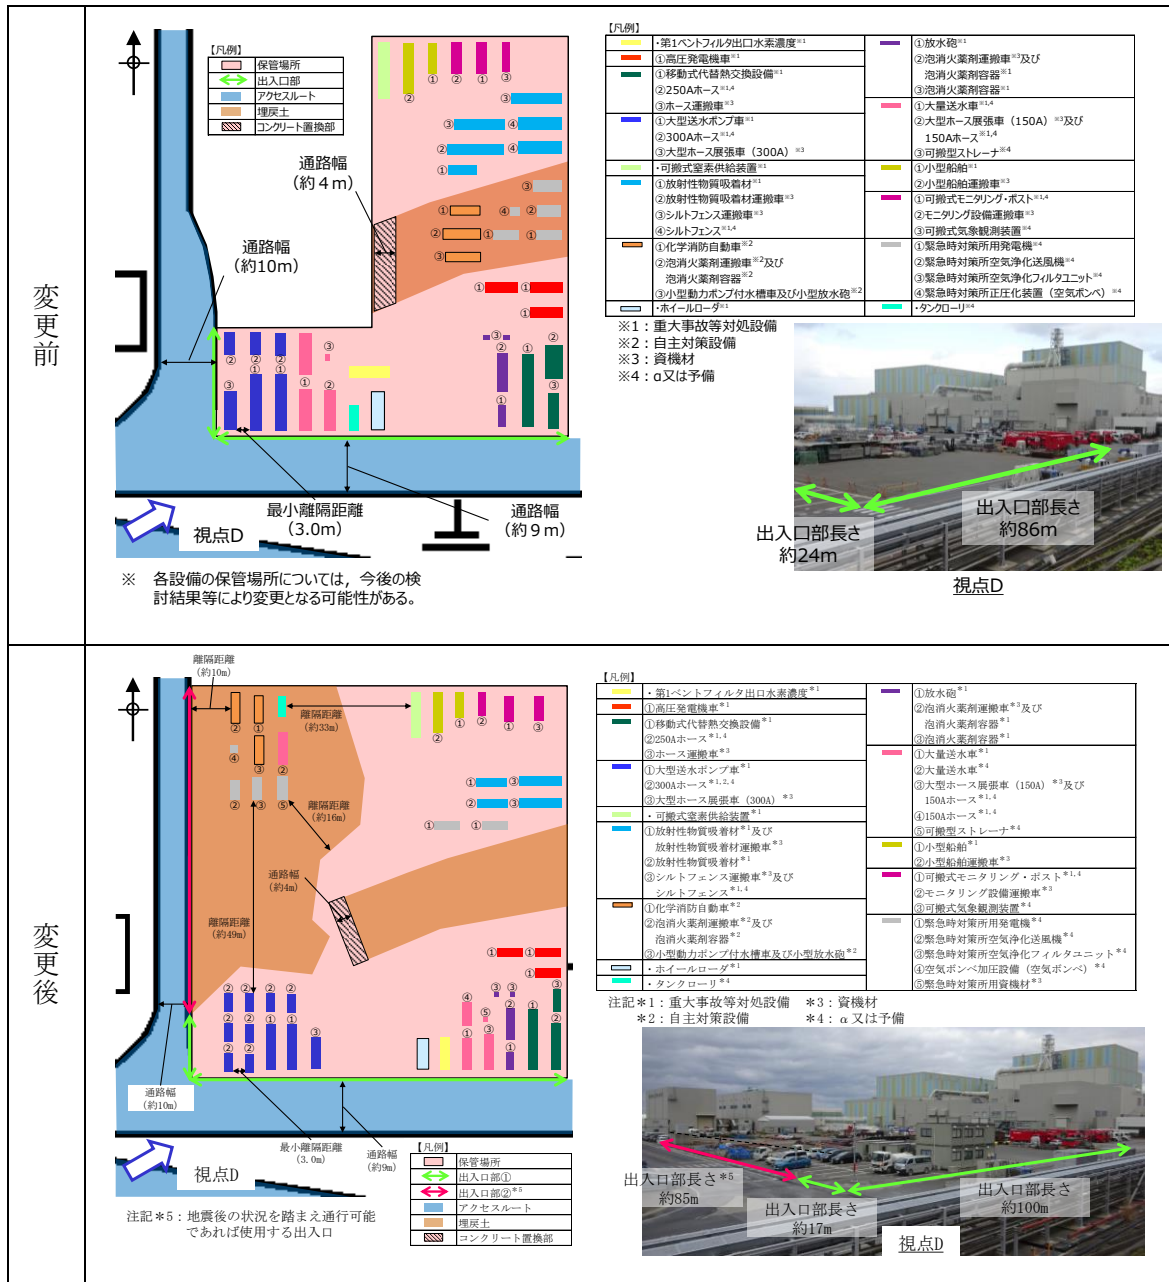 変更前
【凡例】
保管場所
出入口部
アクセスルート
埋戻土
コンクリート置換部
通路幅
(約４ｍ)
通路幅
(約10m)
① ② ③ ④
最小離隔距離
(3.0m)
通路幅
(約９ｍ)
視点D
※ 各設備の保管場所については，今後の検
討結果等により変更となる可能性がある。
【凡例】
・第1ベントフィルタ出口水素濃度※1
①高圧発電機車※1
①移動式代替熱交換設備※1
②250Aホース※1,4
③ホース運搬車※3
①大型送水ポンプ車※1
②300Aホース※1,4
③大型ホース展張車（300A）※3
・可搬式窒素供給装置※1
①放射性物質吸着材※1
②放射性物質吸着材運搬車※3
③シルトフェンス運搬車※3
④シルトフェンス※1,4
①化学消防自動車※2
②泡消火薬剤運搬車※2及び
泡消火薬剤容器※2
③小型動力ポンプ付水槽車及び小型放水砲※2
・ホイールローダ※1
①放水砲※1
②泡消火薬剤運搬車※3及び
泡消火薬剤容器※1
③泡消火薬剤容器※1
①大量送水車※1,4
②大型ホース展張車（150A）※3及び
150Aホース※1,4
③可搬型ストレーナ※4
①小型船舶※1
②小型船舶運搬車※3
①可搬式モニタリング・ポスト※1,4
②モニタリング設備運搬車※3
③可搬式気象観測装置※4
①緊急時対策所用発電機※4
②緊急時対策所空気浄化送風機※4
③緊急時対策所空気浄化フィルタユニット※4
④緊急時対策所正圧化装置（空気ボンベ）※4
・タンクローリ※4
※1：重大事故等対処設備
※2：自主対策設備
※3：資機材
※4：α又は予備
出入口部長さ
約24m
出入口部長さ
約86m
視点D
変更後
離隔距離
(約10m)
離隔距離
(約33m)
離隔距離
(約16m)
通路幅
(約4m)
離隔距離
(約49m)
① ② ③ ④ ⑤
通路幅
(約10m)
最小離隔距離
(3.0m)
通路幅
(約9m)
視点D
【凡例】
保管場所
出入口部①
出入口部②*5
アクセスルート
埋戻土
コンクリート置換部
注記＊5：地震後の状況を踏まえ通行可能
であれば使用する出入口
【凡例】
・第1ベントフィルタ出口水素濃度*1
①高圧発電機車*1
①移動式代替熱交換設備*1
②250Aホース*1,4
③ホース運搬車*3
①大型送水ポンプ車*1
②300Aホース*1,2,4
③大型ホース展張車（300A）*3
・可搬式窒素供給装置*1
①放射性物質吸着材*1及び
放射性物質吸着材運搬車*3
②放射性物質吸着材*1
③シルトフェンス運搬車*3及び
シルトフェンス*1,4
①化学消防自動車*2
②泡消火薬剤運搬車*2及び
泡消火薬剤容器*2
③小型動力ポンプ付水槽車及び小型放水砲*2
・ホイールローダ*1
・タンクローリ*4
①放水砲*1
②泡消火薬剤運搬車*3及び
泡消火薬剤容器*1
③泡消火薬剤容器*1
①大量送水車*1
②大量送水車*4
③大型ホース展張車（150A）*3及び
150Aホース*1,4
④150Aホース*1,4
⑤可搬型ストレーナ*4
①小型船舶*1
②小型船舶運搬車*3
①可搬式モニタリング・ポスト*1,4
②モニタリング設備運搬車*3
③可搬式気象観測装置*4
①緊急時対策所用発電機*4
②緊急時対策所空気浄化送風機*4
③緊急時対策所空気浄化フィルタユニット*4
④空気ボンベ加圧設備（空気ボンベ）*4
⑤緊急時対策所用資機材*3
注記＊1：重大事故等対処設備 ＊3：資機材
＊2：自主対策設備 ＊4：α又は予備
出入口部長さ*5
約85m
出入口部長さ
約17m
出入口部長さ
約100m
視点D